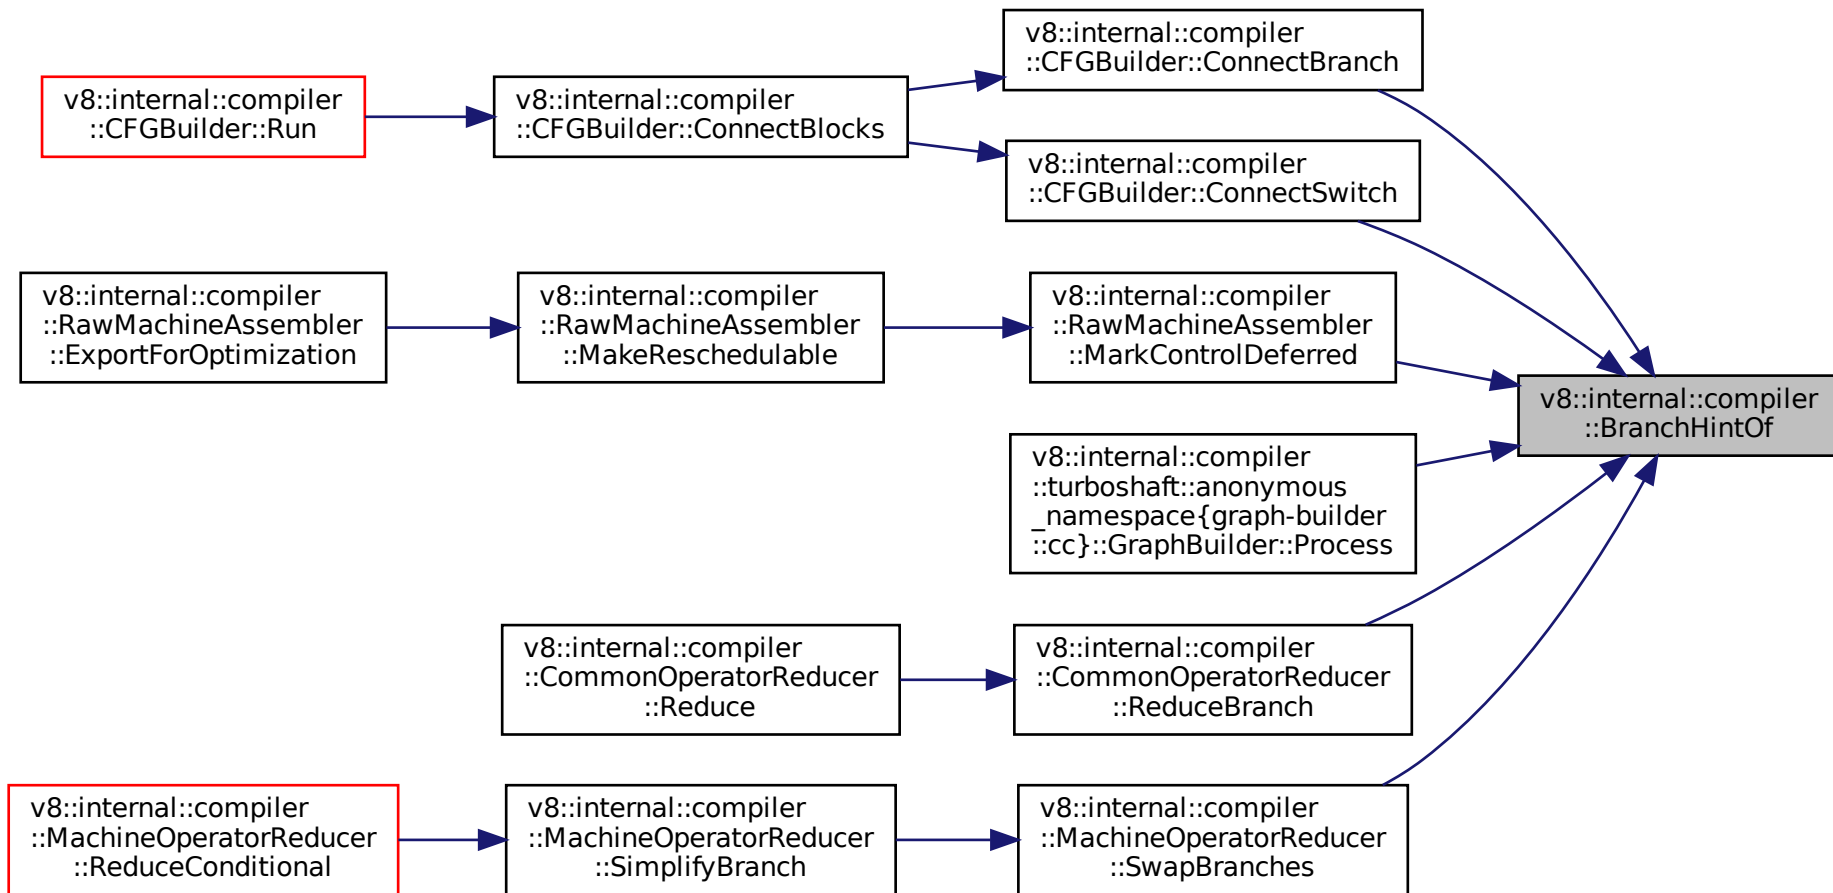 v8::internal::compiler
::CFGBuilder::ConnectBranch
v8::internal::compiler
::CFGBuilder::Run
v8::internal::compiler
::CFGBuilder::ConnectBlocks
v8::internal::compiler
::CFGBuilder::ConnectSwitch
v8::internal::compiler
::RawMachineAssembler
::ExportForOptimization
v8::internal::compiler
::RawMachineAssembler
::MakeReschedulable
v8::internal::compiler
::RawMachineAssembler
::MarkControlDeferred
v8::internal::compiler
::BranchHintOf
v8::internal::compiler
::turboshaft::anonymous
_namespace{graph-builder
::cc}::GraphBuilder::Process
v8::internal::compiler
::CommonOperatorReducer
::Reduce
v8::internal::compiler
::CommonOperatorReducer
::ReduceBranch
v8::internal::compiler
::MachineOperatorReducer
::ReduceConditional
v8::internal::compiler
::MachineOperatorReducer
::SimplifyBranch
v8::internal::compiler
::MachineOperatorReducer
::SwapBranches